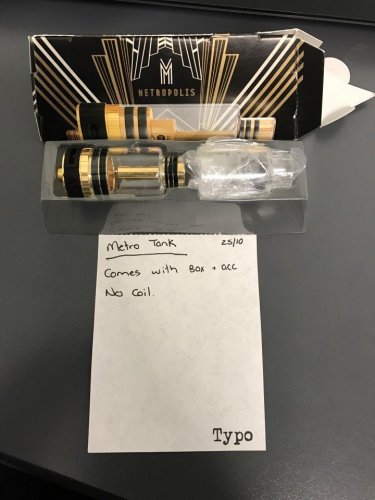 M
METROPOLIS
Metro Tank 25/10
Comes with Box + acc
No Coil.
Typo